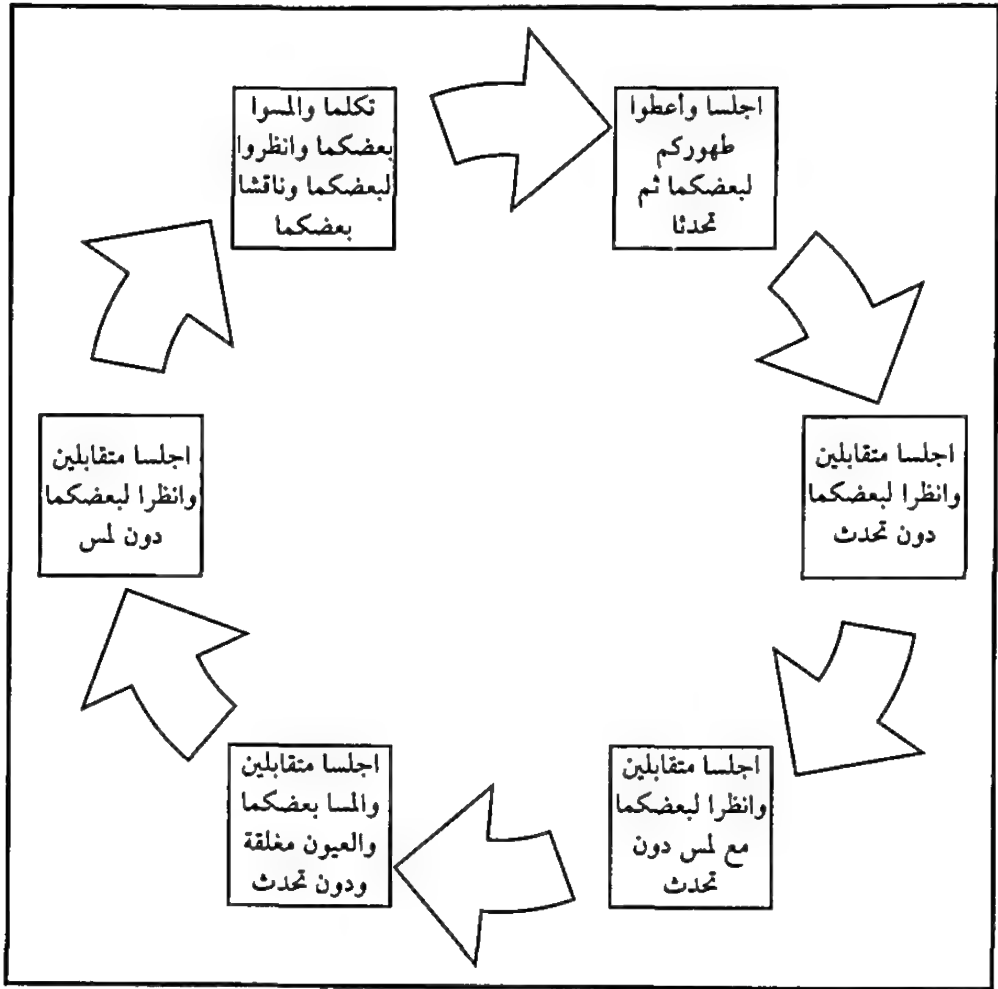 اجلسا وأعطوا
طهوركم
لبعضكما ثم
تحدثا
اجلسا متقابلين
وانظرا لبعضكما
دون تحدث
اجلسا متقابلين
وانظرا لبعضكما
مع لمس دون
تحدث
اجلسا متقابلين
والمسا بعضكما
والعيون مغلقة
ودون تحدث
اجلسا متقابلين
وانظرا لبعضكما
دون لمس
تكلما والمسوا
بعضكما وانظروا
لبعضكما وناقشا
بعضكما